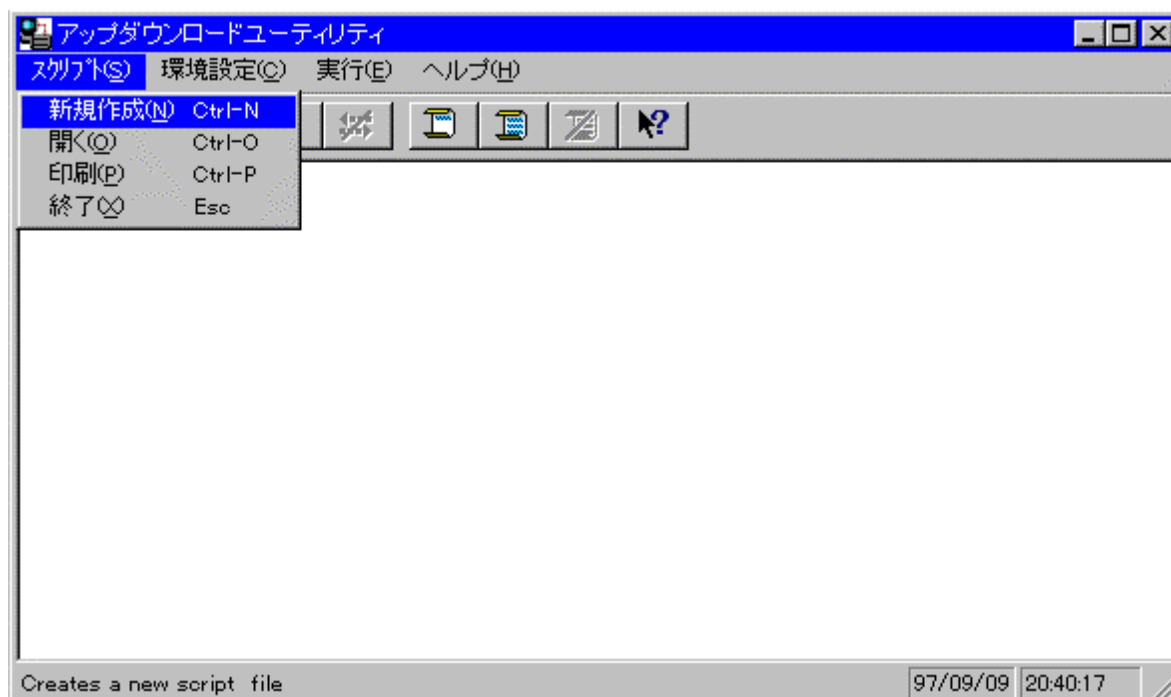 アップダウンロードユーティリティ
スクリプト(S) 環境設定(C) 実行(E) ヘルプ(H)
新規作成(N) Ctrl-N
開く(O) Ctrl-O
印刷(P) Ctrl-P
終了(X) Esc
Creates a new script file
97/09/09 20:40:17